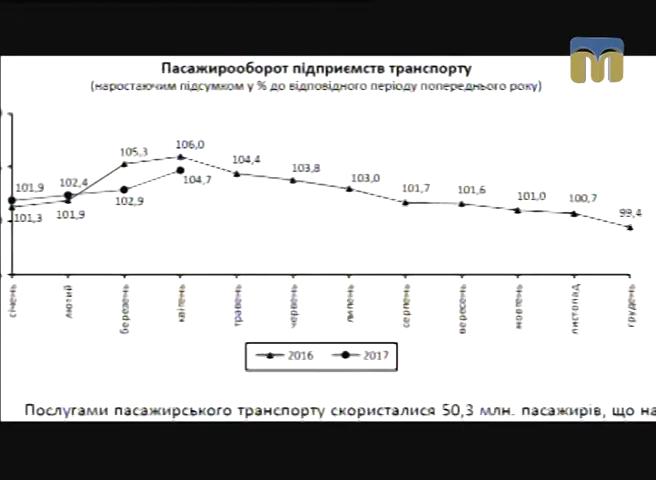 Пасажирооборот підприємств транспорту
(наростаючим підсумком у % до відповідного періоду попереднього року)
105,3
106,0
104,4
103,8
103,0
101,7
101,6
101,0
100,7
99,4
101,9
102,4
102,9
104,7
101,3
101,9
січень
лютий
березень
квітень
травень
червень
липень
серпень
вересень
жовтень
листопад
грудень
2016
2017
Послугами пасажирського транспорту скористалися 50,3 млн. пасажирів, що на